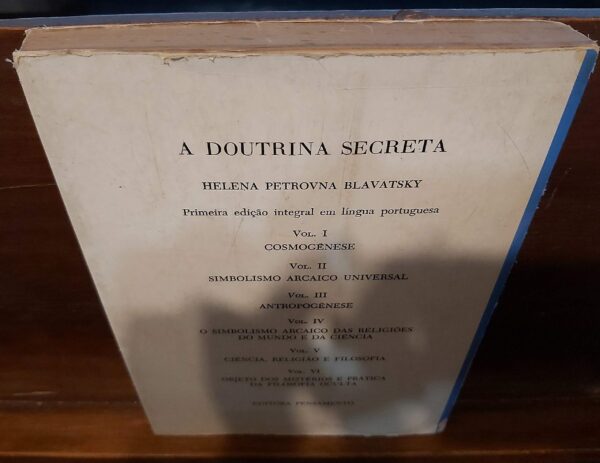 A DOUTRINA SECRETA
HELENA PETROVNA BLAVATSKY
Primeira edição integral em língua portuguesa
VOL. I
COSMOGÊNESE
VOL. II
SIMBOLISMO ARCAICO UNIVERSAL
VOL. III
ANTROPOGÊNESE
VOL. IV
O SIMBOLISMO ARCAICO DAS RELIGIÕES
DO MUNDO E DA CIÊNCIA
VOL. V
CIÊNCIA, RELIGIÃO E FILOSOFIA
VOL. VI
OBJETO DOS MISTÉRIOS E PRÁTICA
DA FILOSOFIA OCULTA
EDITORA PENSAMENTO